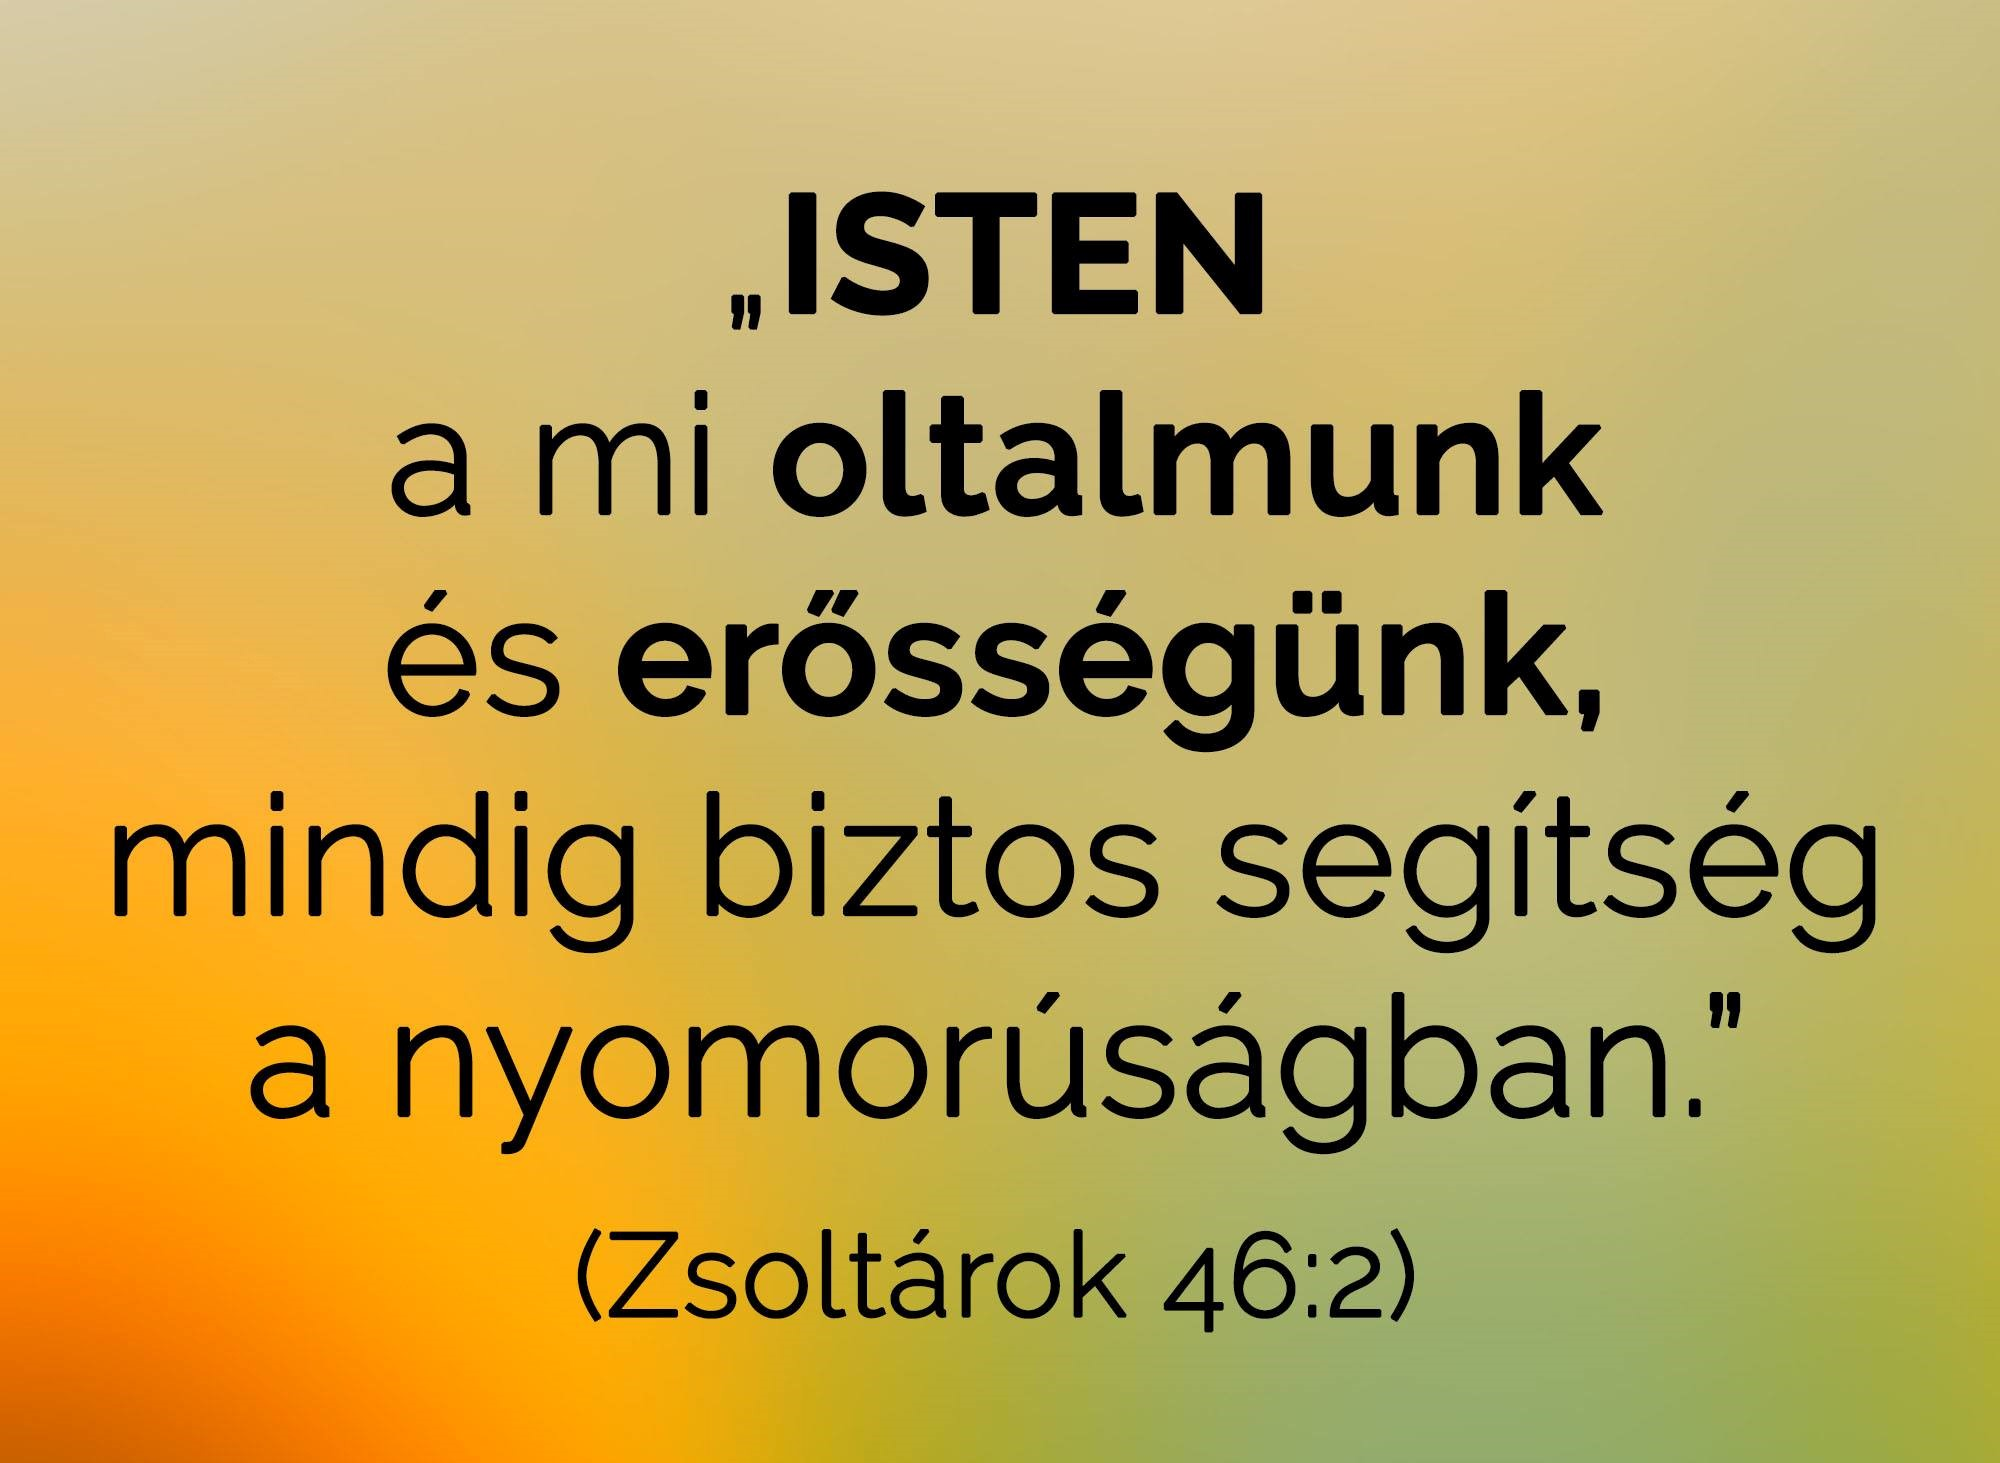 „ISTEN
a mi oltalmunk
és erősségünk,
mindig biztos segítség
a nyomorúságban.”
(Zsoltárok 46:2)